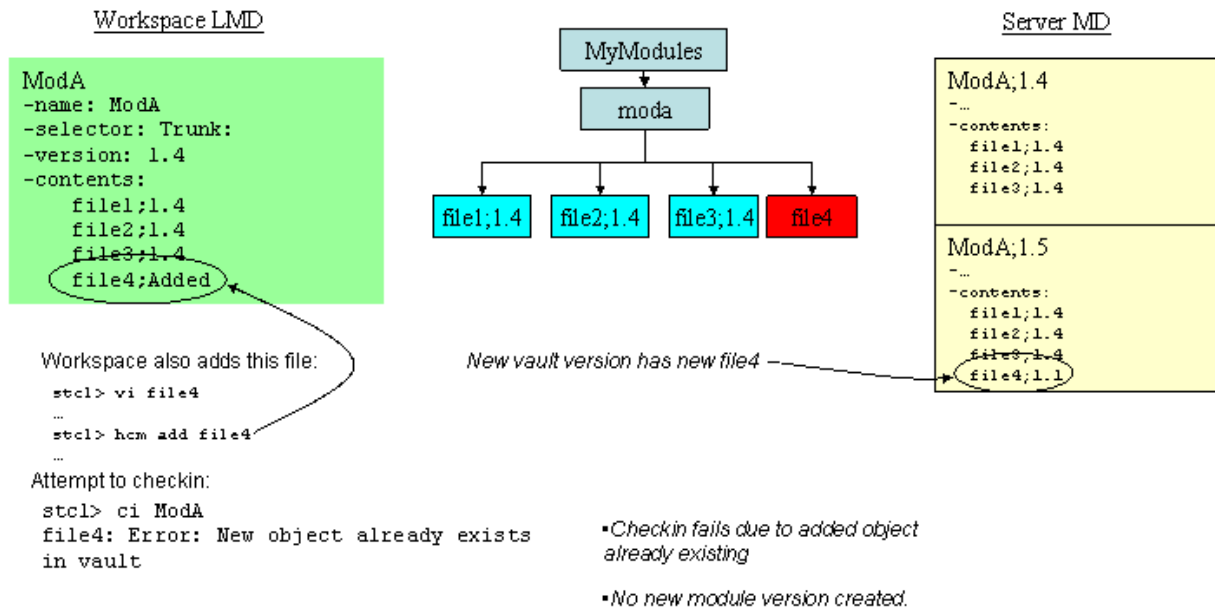 Workspace LMD
ModA
-name: ModA
-selector: Trunk:
-version: 1.4
-contents:
file1;1.4
file2;1.4
file3;1.4
file4;Added
Workspace also adds this file:
stcl> vi file4
…
stcl> hcm add file4
…
Attempt to checkin:
stcl> ci ModA
file4: Error: New object already exists
in vault
MyModules
moda
file1;1.4
file2;1.4
file3;1.4
file4
New vault version has new file4
▪Checkin fails due to added object
already existing
▪No new module version created.
Server MD
ModA;1.4
-…
-contents:
file1;1.4
file2;1.4
file3;1.4
ModA;1.5
-…
-contents:
file1;1.4
file2;1.4
file3;1.4
file4;1.1